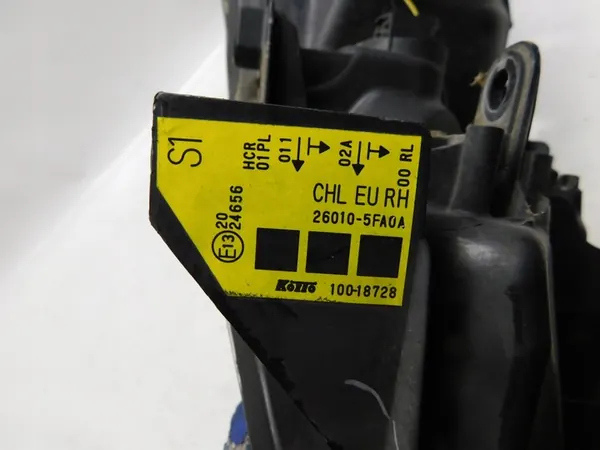 S1
HCR
01PL
011
02A
00 RL
CHL EU RH
26010-5FA0A
E13
20
24656
KOITO
100-18728